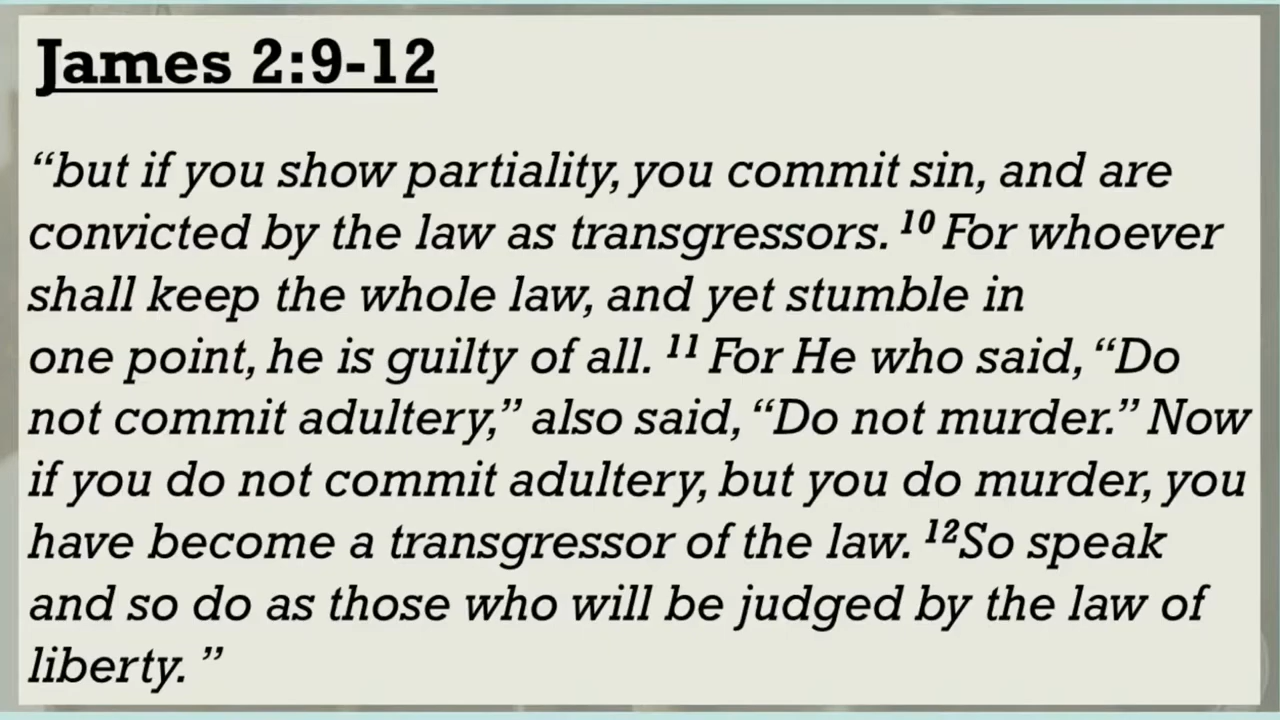 James 2:9-12
“but if you show partiality, you commit sin, and are
convicted by the law as transgressors. ¹⁰ For whoever
shall keep the whole law, and yet stumble in
one point, he is guilty of all. ¹¹ For He who said, “Do
not commit adultery,” also said, “Do not murder.” Now
if you do not commit adultery, but you do murder, you
have become a transgressor of the law. ¹²So speak
and so do as those who will be judged by the law of
liberty. ”